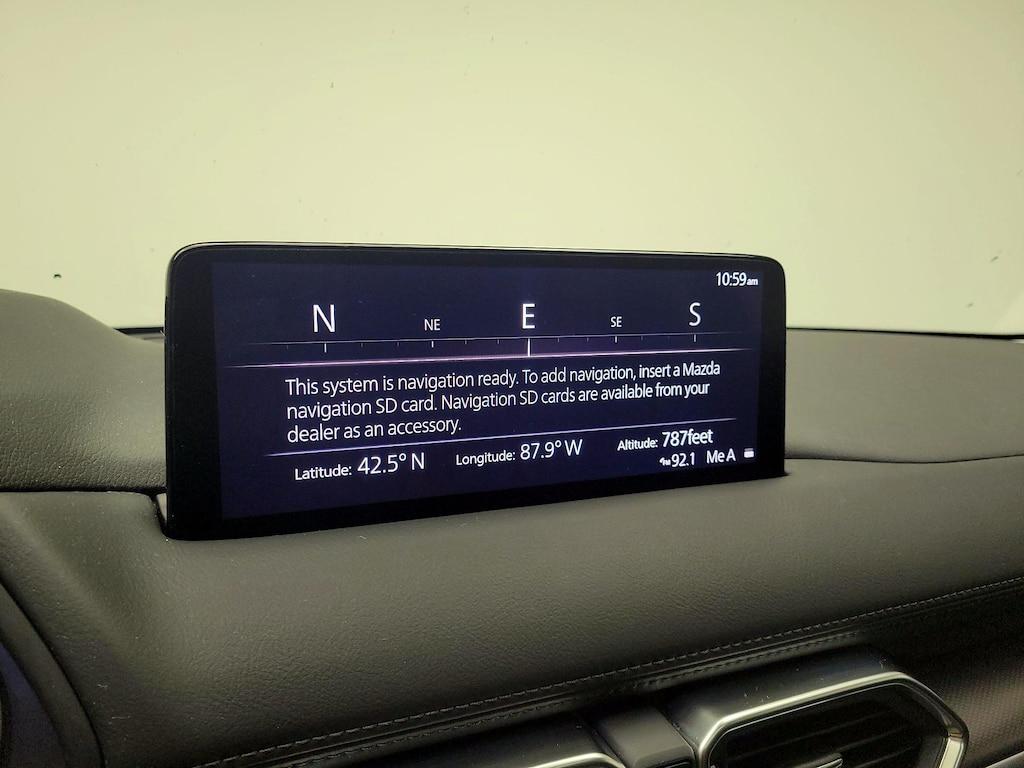 10:59am
N NE E SE S
This system is navigation ready. To add navigation, insert a Mazda
navigation SD card. Navigation SD cards are available from your
dealer as an accessory.
Latitude: 42.5° N Longitude: 87.9° W Altitude: 787feet
FM 92.1 Me A